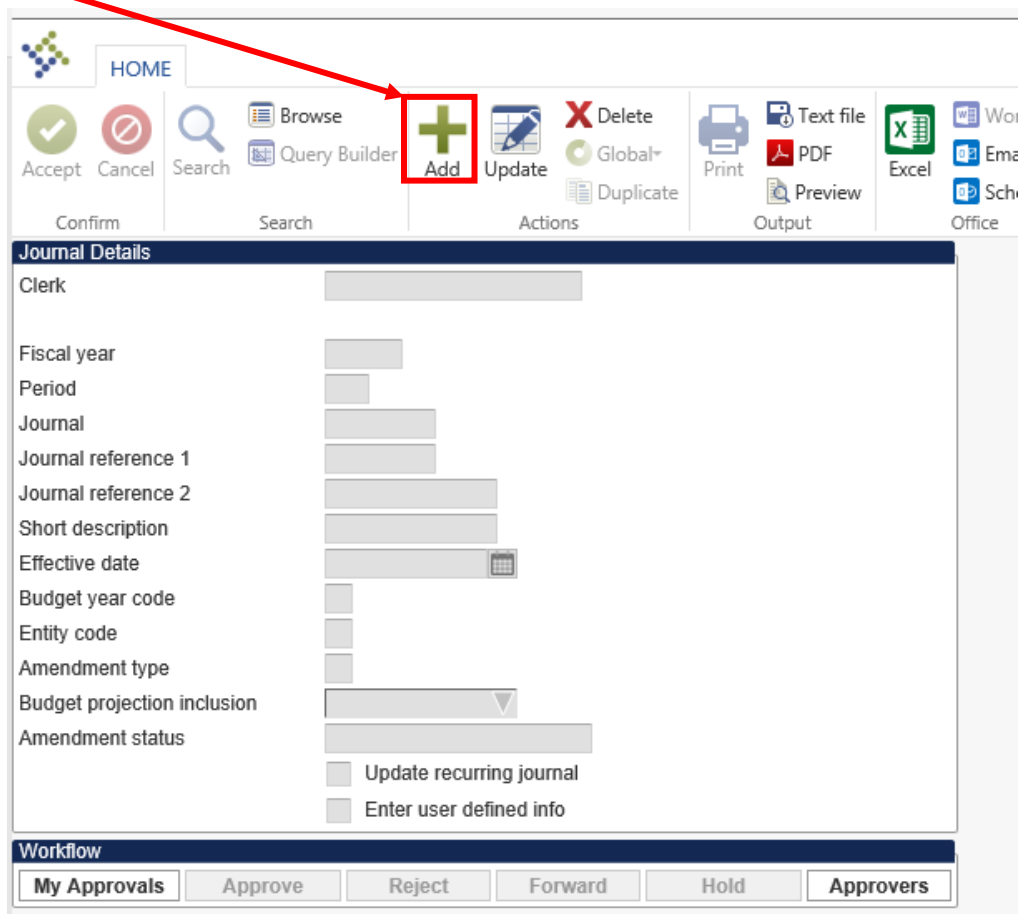 HOME
Accept Cancel Search Browse Query Builder Add Update Delete Global Duplicate Print Text file PDF Preview Excel
Confirm Search Actions Output Office
Journal Details
Clerk
Fiscal year
Period
Journal
Journal reference 1
Journal reference 2
Short description
Effective date
Budget year code
Entity code
Amendment type
Budget projection inclusion
Amendment status
Update recurring journal
Enter user defined info
Workflow
My Approvals Approve Reject Forward Hold Approvers